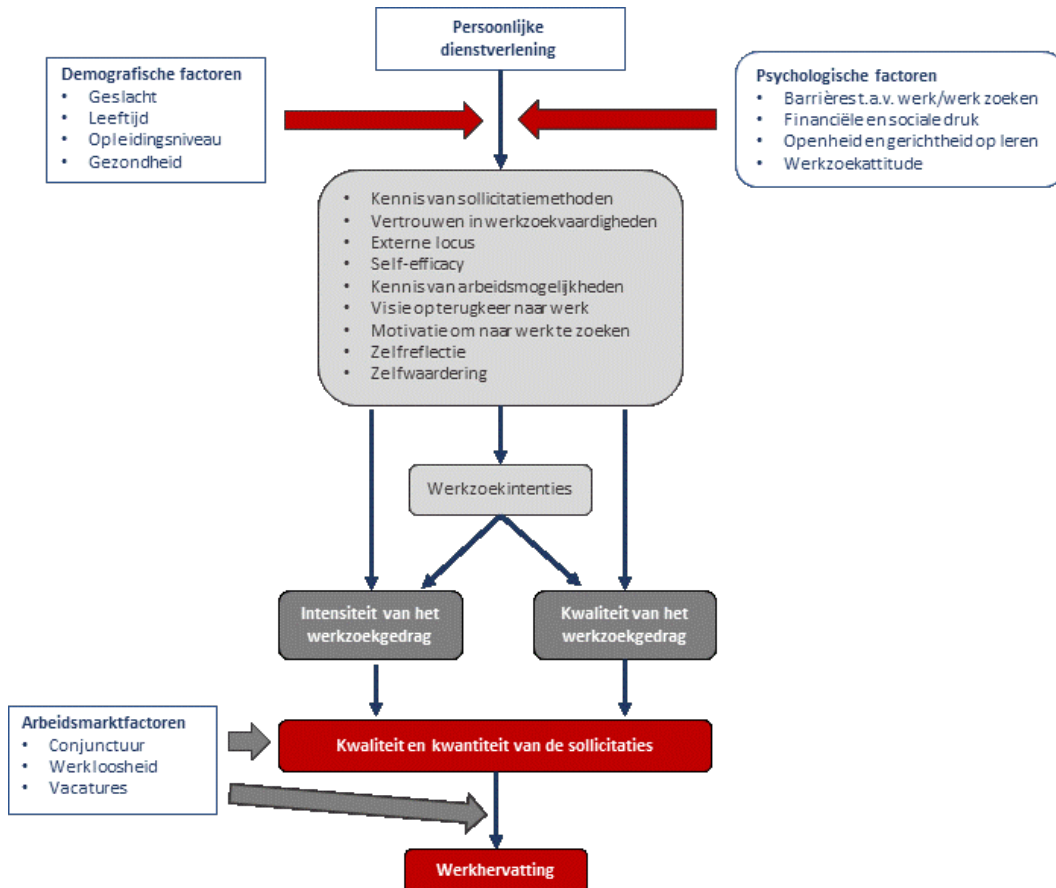 Persoonlijke
dienstverlening
Demografische factoren
• Geslacht
• Leeftijd
• Opleidingsniveau
• Gezondheid
Psychologische factoren
• Barrières t.a.v. werk/werk zoeken
• Financiële en sociale druk
• Openheid en gerichtheid op leren
• Werkzoekattitude
• Kennis van sollicitatiemethoden
• Vertrouwen in werkzoekvaardigheden
• Externe locus
• Self-efficacy
• Kennis van arbeidsmogelijkheden
• Visie op terugkeer naar werk
• Motivatie om naar werk te zoeken
• Zelfreflectie
• Zelfwaardering
Werkzoekintenties
Intensiteit van het
werkzoekgedrag
Kwaliteit van het
werkzoekgedrag
Arbeidsmarktfactoren
• Conjunctuur
• Werkloosheid
• Vacatures
Kwaliteit en kwantiteit van de sollicitaties
Werkhervatting